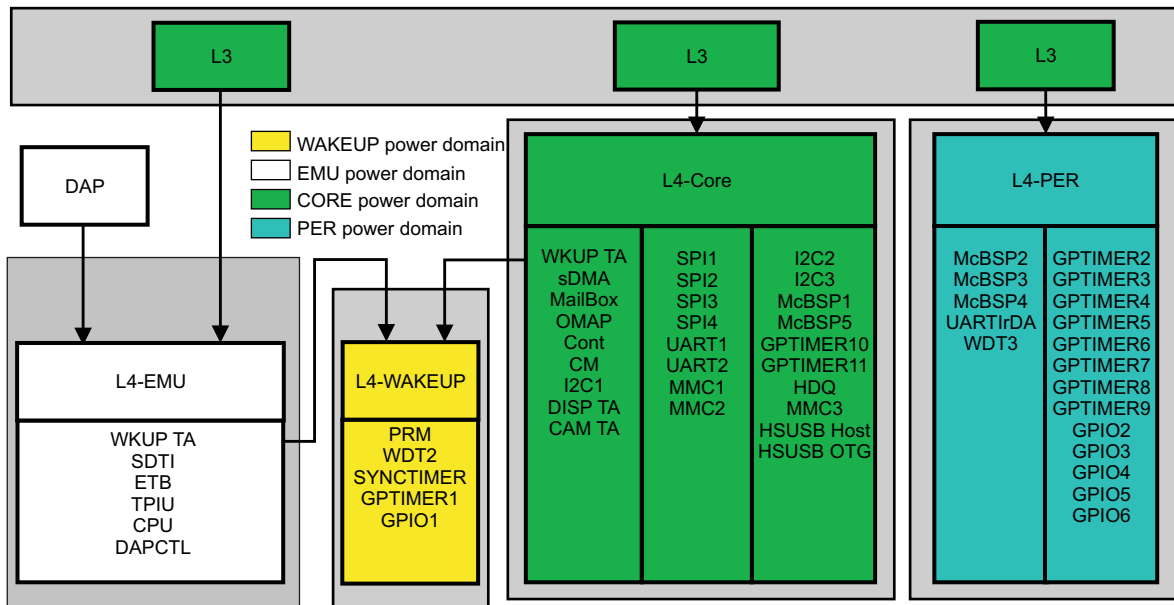 L3
L3
L3
WAKEUP power domain
EMU power domain
CORE power domain
PER power domain
DAP
L4-EMU
WKUP TA
SDTI
ETB
TPIU
CPU
DAPCTL
L4-WAKEUP
PRM
WDT2
SYNCTIMER
GPTIMER1
GPIO1
L4-Core
WKUP TA
sDMA
MailBox
OMAP
Cont
CM
I2C1
DISP TA
CAM TA
SPI1
SPI2
SPI3
SPI4
UART1
UART2
MMC1
MMC2
I2C2
I2C3
McBSP1
McBSP5
GPTIMER10
GPTIMER11
HDQ
MMC3
HSUSB Host
HSUSB OTG
L4-PER
McBSP2
McBSP3
McBSP4
UARTIrDA
WDT3
GPTIMER2
GPTIMER3
GPTIMER4
GPTIMER5
GPTIMER6
GPTIMER7
GPTIMER8
GPTIMER9
GPIO2
GPIO3
GPIO4
GPIO5
GPIO6